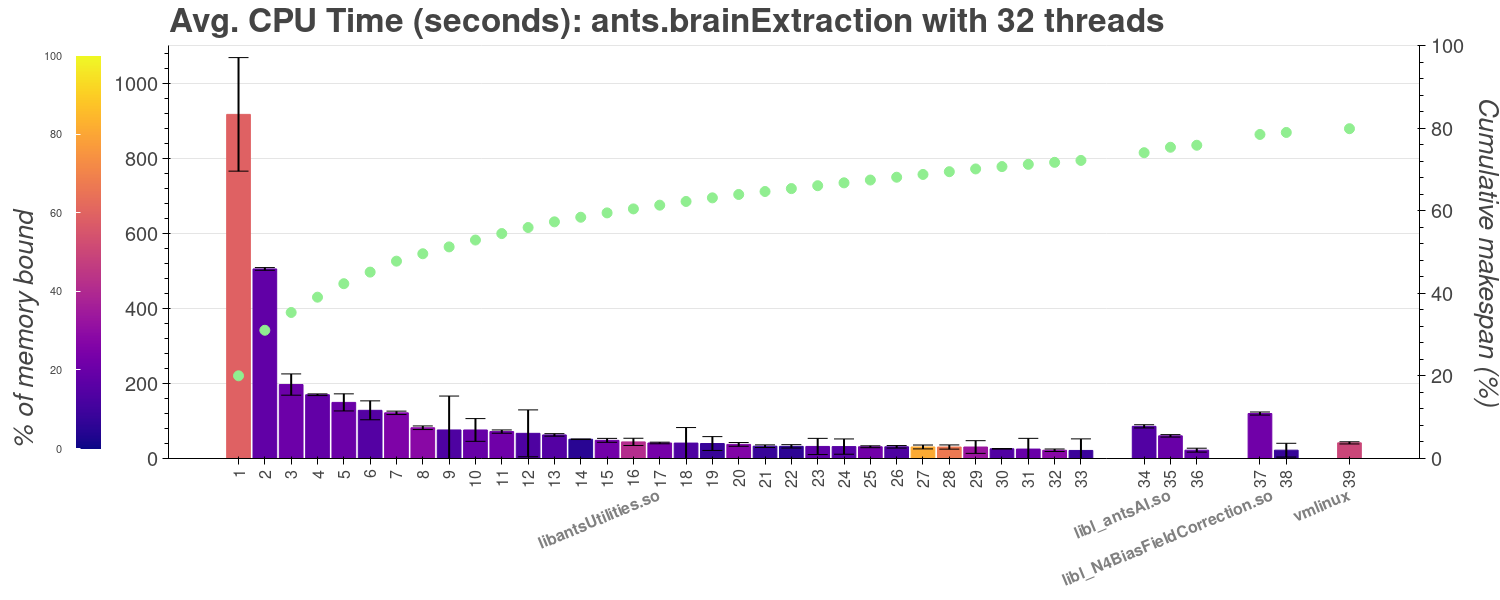 Avg. CPU Time (seconds): ants.brainExtraction with 32 threads
% of memory bound
100
80
60
40
20
0
1000
800
600
400
200
0
100
80
60
40
20
0
Cumulative makespan (%)
1 2 3 4 5 6 7 8 9 10 11 12 13 14 15 16 17 18 19 20 21 22 23 24 25 26 27 28 29 30 31 32 33 34 35 36 37 38 39
libantsUtilities.so
libl_antsAI.so
libl_N4BiasFieldCorrection.so
vmlinux